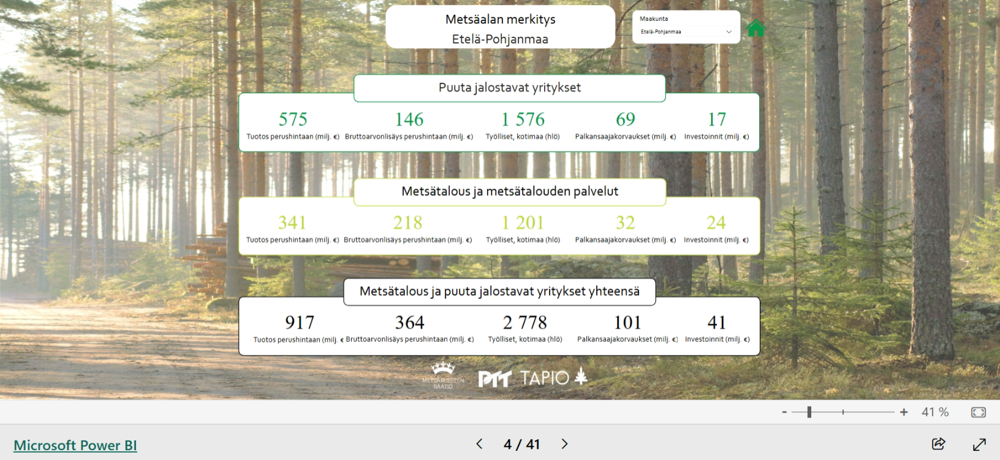 Metsäalan merkitys
Etelä-Pohjanmaa
Maakunta
Etelä-Pohjanmaa
Puuta jalostavat yritykset
575 146 1 576 69 17
Tuotos perushintaan (milj. €) Bruttoarvonlisäys perushintaan (milj. €) Työlliset, kotimaa (hlö) Palkansaajakorvaukset (milj. €) Investoinnit (milj. €)
Metsätalous ja metsätalouden palvelut
341 218 1 201 32 24
Tuotos perushintaan (milj. €) Bruttoarvonlisäys perushintaan (milj. €) Työlliset, kotimaa (hlö) Palkansaajakorvaukset (milj. €) Investoinnit (milj. €)
Metsätalous ja puuta jalostavat yritykset yhteensä
917 364 2 778 101 41
Tuotos perushintaan (milj. € Bruttoarvonlisäys perushintaan (milj. €) Työlliset, kotimaa (hlö) Palkansaajakorvaukset (milj. €) Investoinnit (milj. €)
METSÄMIESTEN
SÄÄTIÖ
PTT TAPIO
- + 41 %
Microsoft Power BI 4 / 41